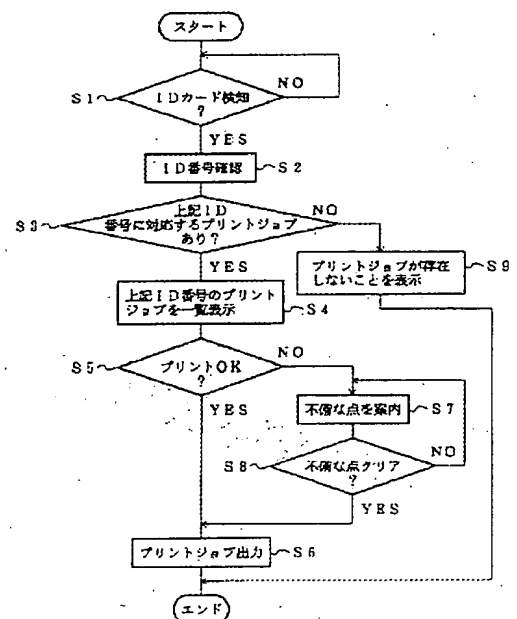 スタート
NO
S1
IDカード検知
?
YES
ID番号確認
S2
上記ID
NO
S3
番号に対応するプリントジョブ
あり?
YES
プリントジョブが存在
しないことを表示
S9
上記ID番号のプリント
ジョブを一覧表示
S4
NO
S5
プリントOK
?
YES
不備な点を案内
S7
NO
S8
不備な点クリア
?
YES
プリントジョブ出力
S6
エンド